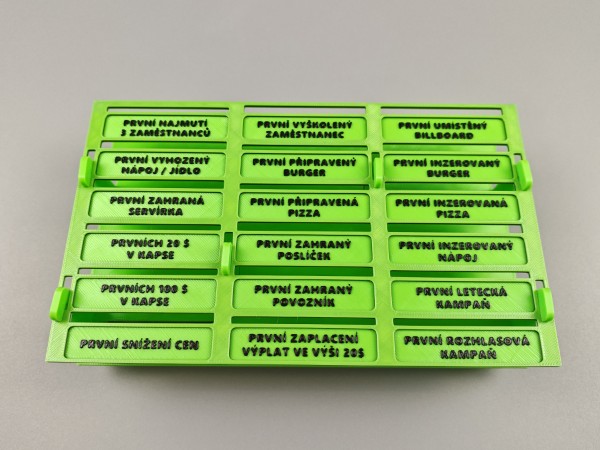 PRVNÍ NAJMUTÍ
3 ZAMĚSTNANCŮ
PRVNÍ VYŠKOLENÝ
ZAMĚSTNANEC
PRVNÍ UMÍSTĚNÝ
BILLBOARD
PRVNÍ VYHOZENÝ
NÁPOJ / JÍDLO
PRVNÍ PŘIPRAVENÝ
BURGER
PRVNÍ INZEROVANÝ
BURGER
PRVNÍ ZAHRANÁ
SERVÍRKA
PRVNÍ PŘIPRAVENÁ
PIZZA
PRVNÍ INZEROVANÁ
PIZZA
PRVNÍCH 20 $
V KAPSE
PRVNÍ ZAHRANÝ
POSLÍČEK
PRVNÍ INZEROVANÝ
NÁPOJ
PRVNÍCH 100 $
V KAPSE
PRVNÍ ZAHRANÝ
POVOZNÍK
PRVNÍ LETECKÁ
KAMPAŇ
PRVNÍ SNÍŽENÍ CEN
PRVNÍ ZAPLACENÍ
VÝPLAT VE VÝŠI 20$
PRVNÍ ROZHLASOVÁ
KAMPAŇ